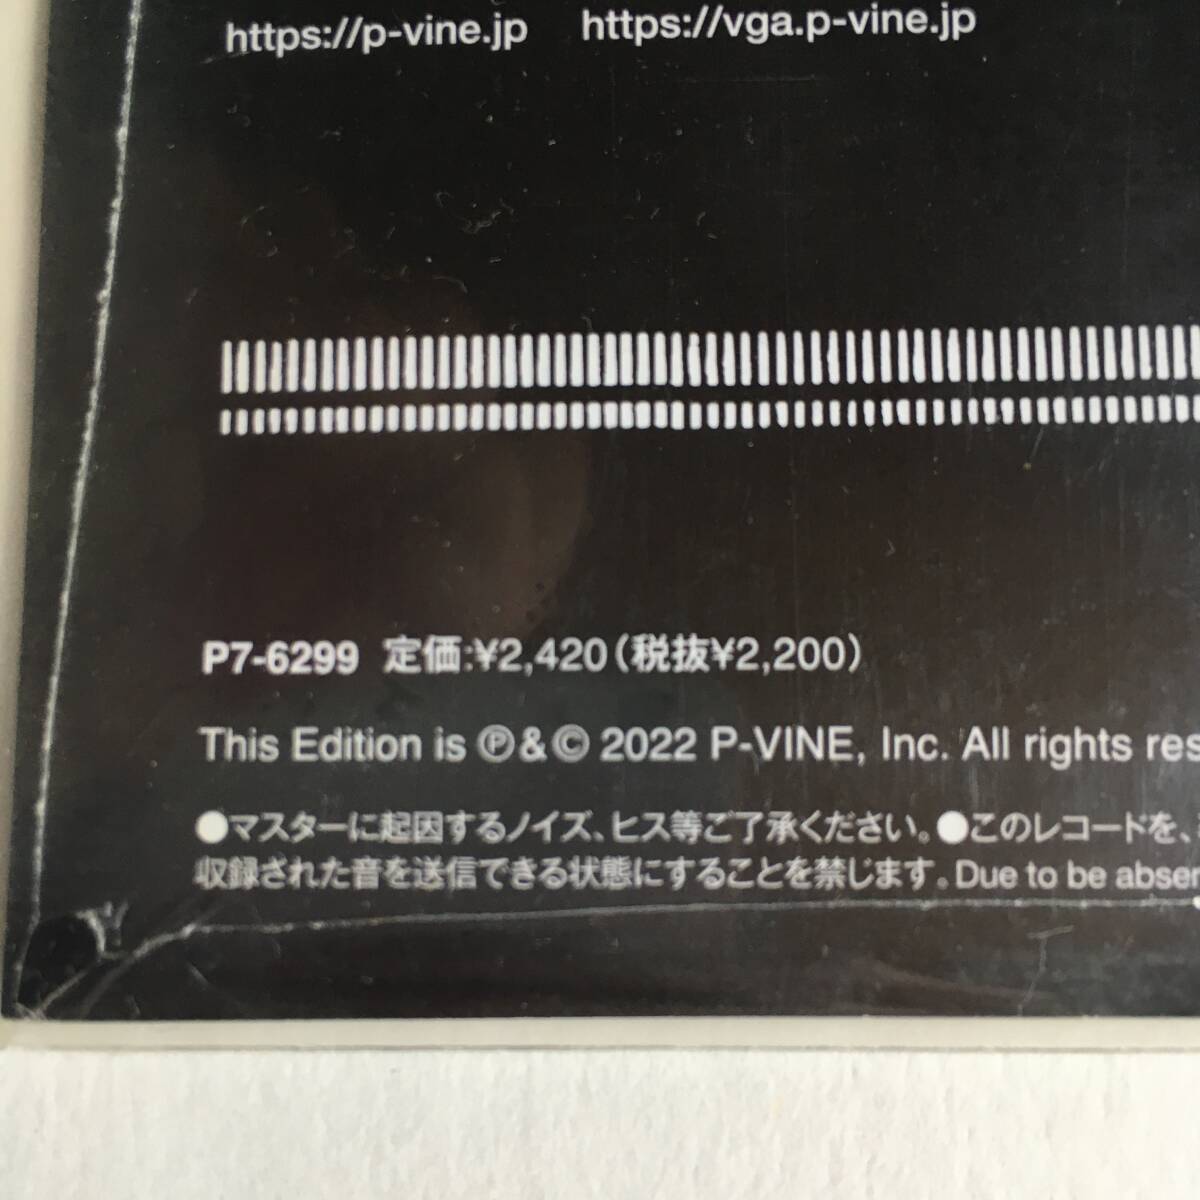 https://p-vine.jp https://vga.p-vine.jp
P7-6299 定価:¥2,420(税抜¥2,200)
This Edition is ℗&© 2022 P-VINE, Inc. All rights res
●マスターに起因するノイズ、ヒス等ご了承ください。●このレコードを、
収録された音を送信できる状態にすることを禁じます。Due to be abser